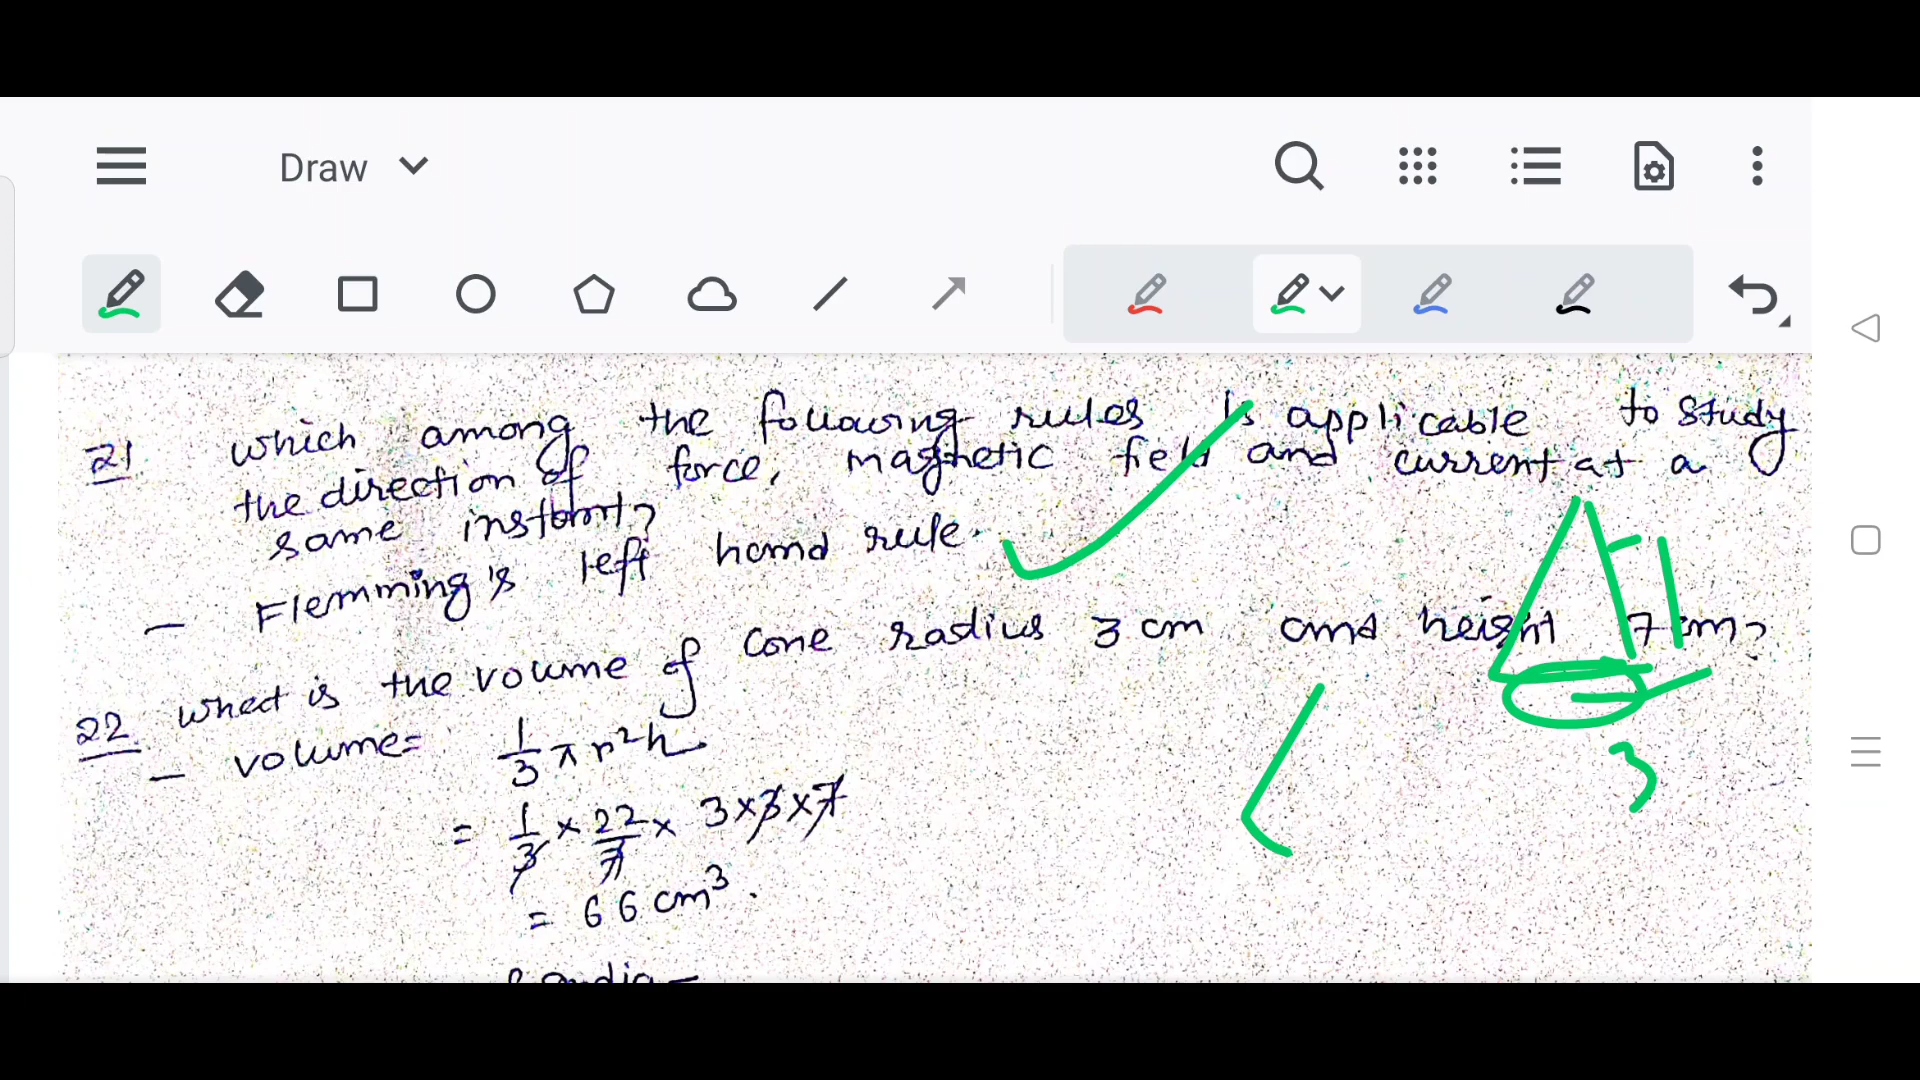 Draw
21 which among the following rules is applicable to study
the direction of force, magnetic field and current at a
same instant?
– Flemming's left hand rule.
22. what is the volume of cone radius 3 cm and height 7 cm?
– volume = 1/3 π r²h
= 1/3 × 22/7 × 3×3×7
= 66 cm³.
7
3